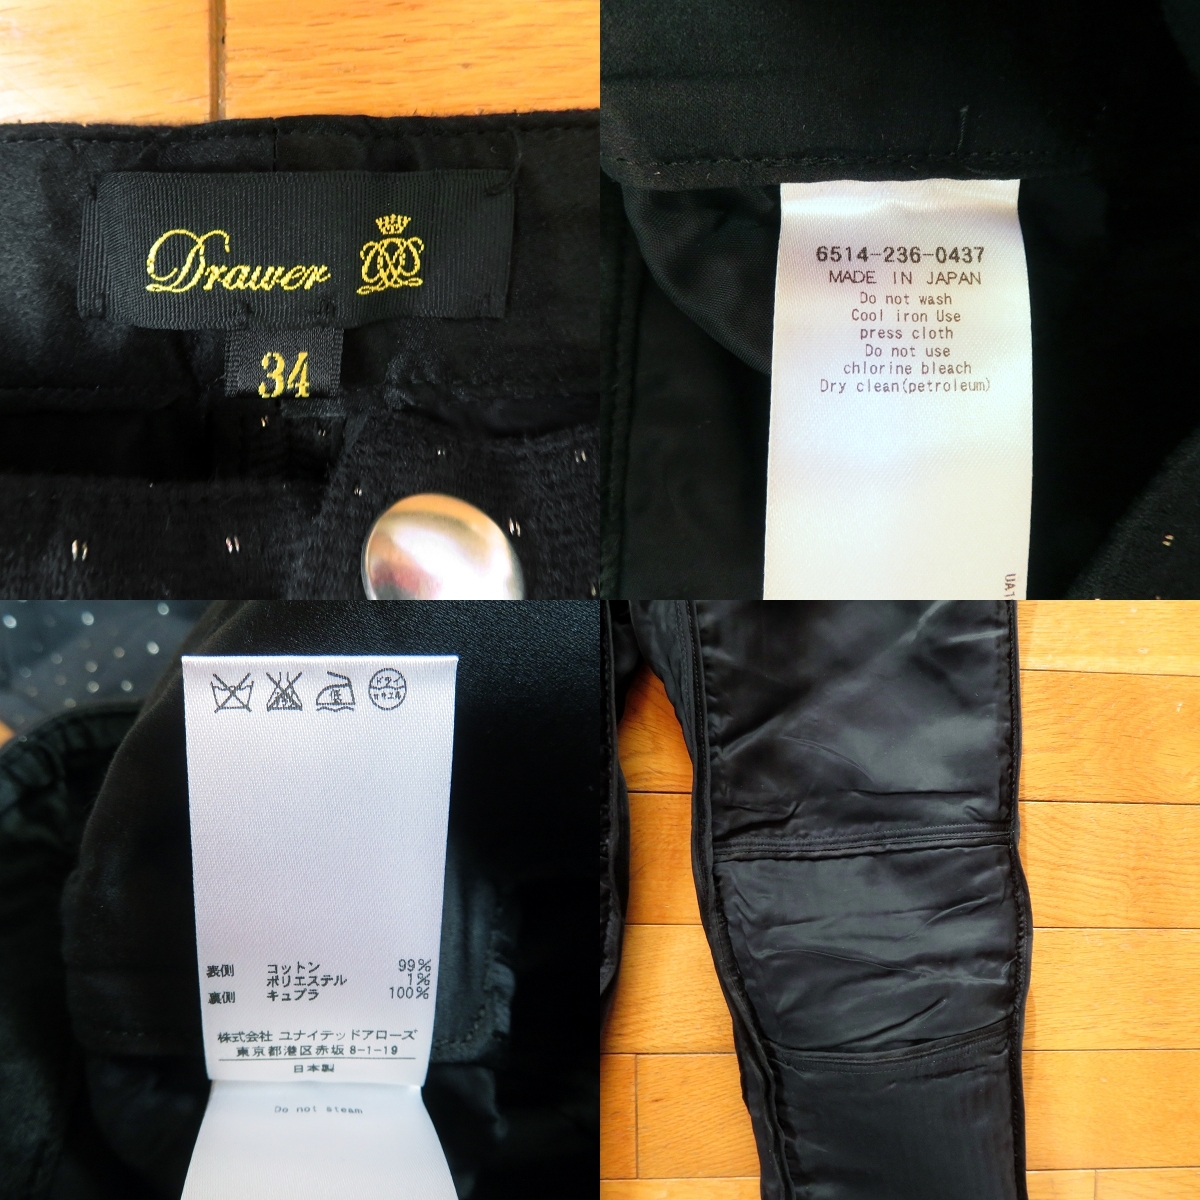 Drawer
34
6514-236-0437
MADE IN JAPAN
Do not wash
Cool iron Use
press cloth
Do not use
chlorine bleach
Dry clean(petroleum)
低
ドライ
セキユ系
表側 コットン 99%
ポリエステル 1%
裏側 キュプラ 100%
株式会社 ユナイテッドアローズ
東京都港区赤坂8-1-19
日本製
Do not steam